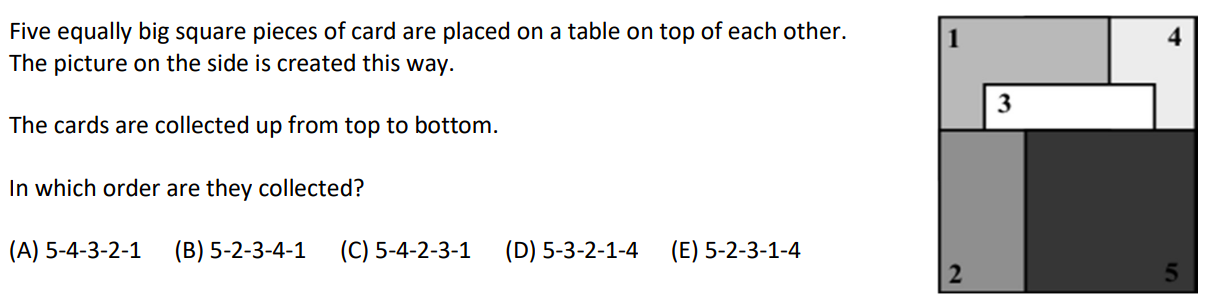 Five equally big square pieces of card are placed on a table on top of each other.
The picture on the side is created this way.
The cards are collected up from top to bottom.
In which order are they collected?
(A) 5-4-3-2-1 (B) 5-2-3-4-1 (C) 5-4-2-3-1 (D) 5-3-2-1-4 (E) 5-2-3-1-4
1 4
3
2 5